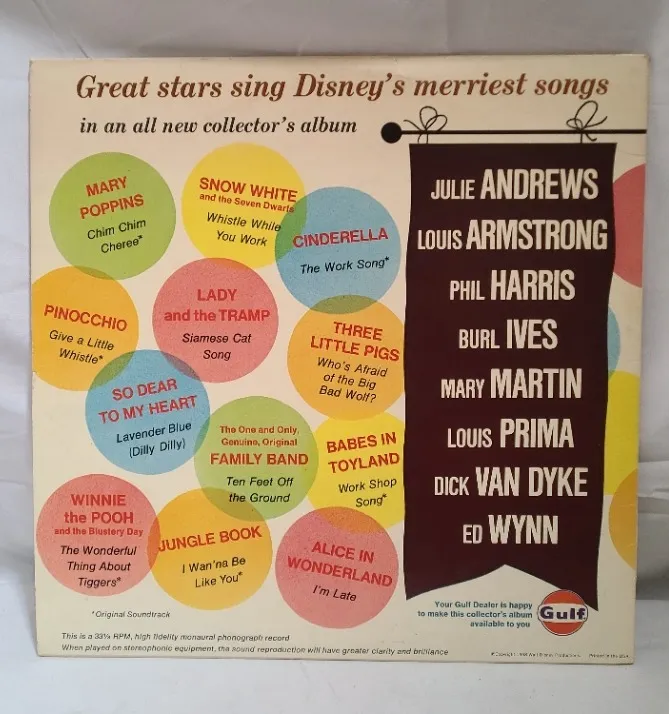 Great stars sing Disney's merriest songs
in an all new collector's album
MARY
POPPINS
Chim Chim
Cheree*
SNOW WHITE
and the Seven Dwarfs
Whistle While
You Work
CINDERELLA
The Work Song*
PINOCCHIO
Give a Little
Whistle*
LADY
and the TRAMP
Siamese Cat
Song
THREE
LITTLE PIGS
Who's Afraid
of the Big
Bad Wolf?
SO DEAR
TO MY HEART
Lavender Blue
(Dilly Dilly)
The One and Only,
Genuine, Original
FAMILY BAND
Ten Feet Off
the Ground
BABES IN
TOYLAND
Work Shop
Song*
WINNIE
the POOH
and the Blustery Day
The Wonderful
Thing About
Tiggers*
JUNGLE BOOK
I Wan'na Be
Like You*
ALICE IN
WONDERLAND
I'm Late
JULIE ANDREWS
LOUIS ARMSTRONG
PHIL HARRIS
BURL IVES
MARY MARTIN
LOUIS PRIMA
DICK VAN DYKE
ED WYNN
Your Gulf Dealer is happy
to make this collector's album
available to you
Gulf
*Original Soundtrack
This is a 33⅓ RPM, high fidelity monaural phonograph record
When played on stereophonic equipment, the sound reproduction will have greater clarity and brilliance
Walt Disney Productions